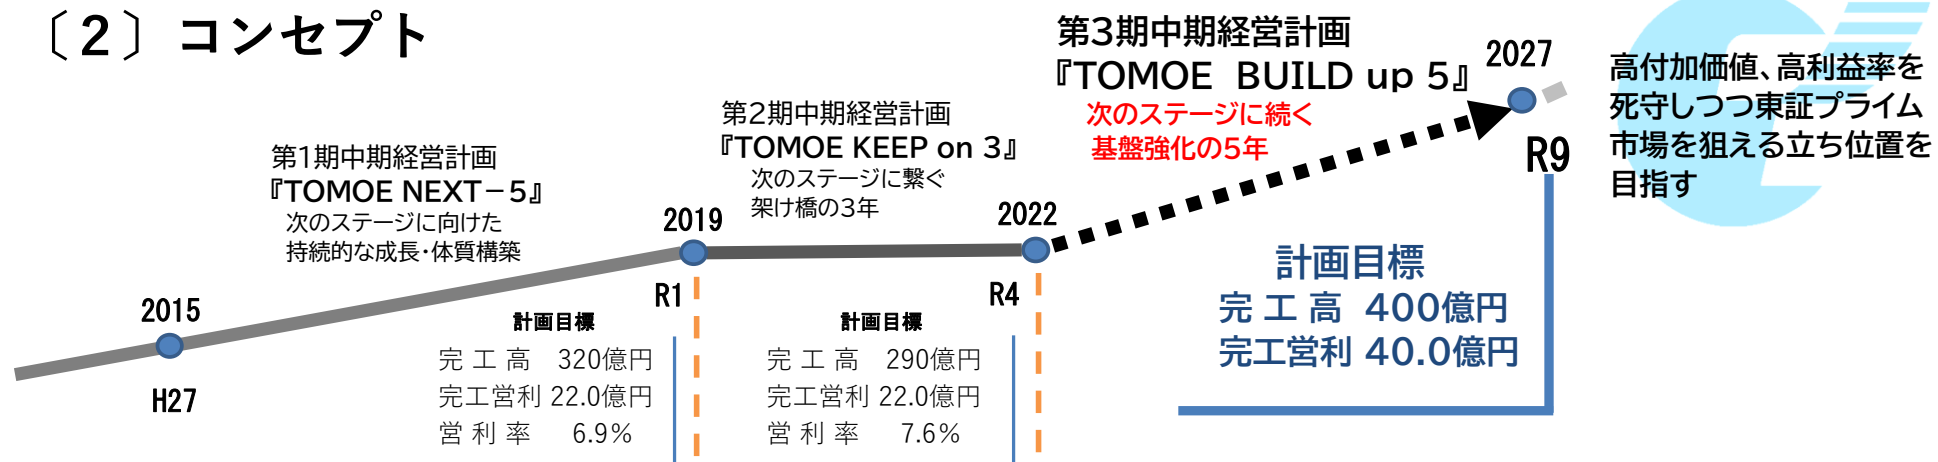 〔２〕コンセプト
第1期中期経営計画
『TOMOE NEXT－5』
次のステージに向けた
持続的な成長・体質構築
2015
H27
2019
R1
計画目標
完 工 高 320億円
完工営利 22.0億円
営 利 率 6.9%
第2期中期経営計画
『TOMOE KEEP on 3』
次のステージに繋ぐ
架け橋の3年
2022
R4
計画目標
完 工 高 290億円
完工営利 22.0億円
営 利 率 7.6%
第3期中期経営計画
『TOMOE BUILD up 5』
次のステージに続く
基盤強化の5年
2027
R9
計画目標
完 工 高 400億円
完工営利 40.0億円
高付加価値、高利益率を
死守しつつ東証プライム
市場を狙える立ち位置を
目指す